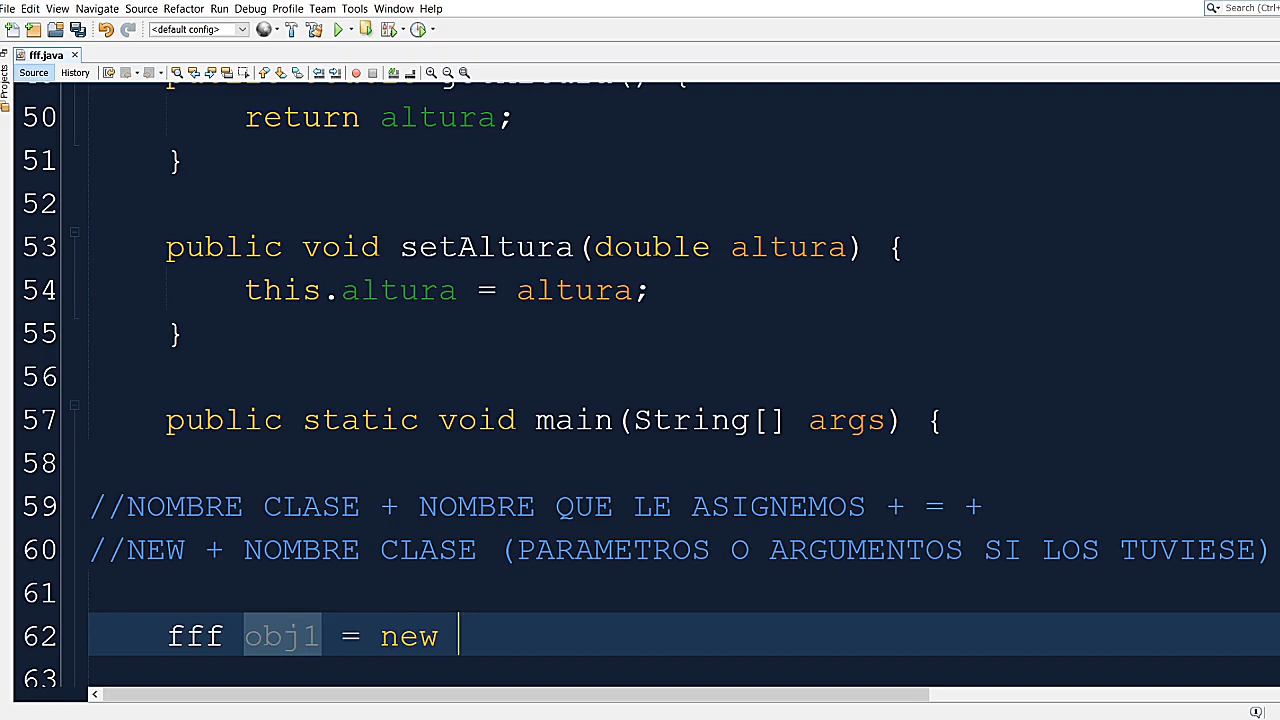 File Edit View Navigate Source Refactor Run Debug Profile Team Tools Window Help
Search (Ctrl+
<default config>
fff.java
Source History
Projects
50 return altura;
51 }
52
53 public void setAltura(double altura) {
54 this.altura = altura;
55 }
56
57 public static void main(String[] args) {
58
59 //NOMBRE CLASE + NOMBRE QUE LE ASIGNEMOS + = +
60 //NEW + NOMBRE CLASE (PARAMETROS O ARGUMENTOS SI LOS TUVIESE)
61
62 fff obj1 = new
63